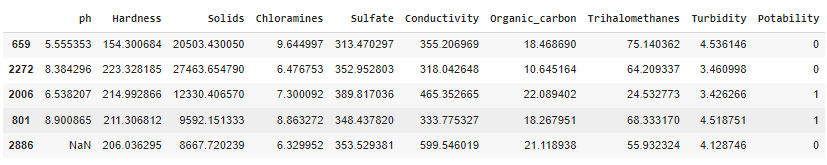 ph Hardness Solids Chloramines Sulfate Conductivity Organic_carbon Trihalomethanes Turbidity Potability
659 5.555353 154.300684 20503.430050 9.644997 313.470297 355.206969 18.468690 75.140362 4.536146 0
2272 8.384296 223.328185 27463.654790 6.476753 352.952803 318.042648 10.645164 64.209337 3.460998 0
2006 6.538207 214.992866 12330.406570 7.300092 389.817036 465.352665 22.089402 24.532773 3.426266 1
801 8.900865 211.306812 9592.151333 8.863272 348.437820 333.775327 18.267951 68.333170 4.518751 1
2886 NaN 206.036295 8667.720239 6.329952 353.529381 599.546019 21.118938 55.932324 4.128746 0